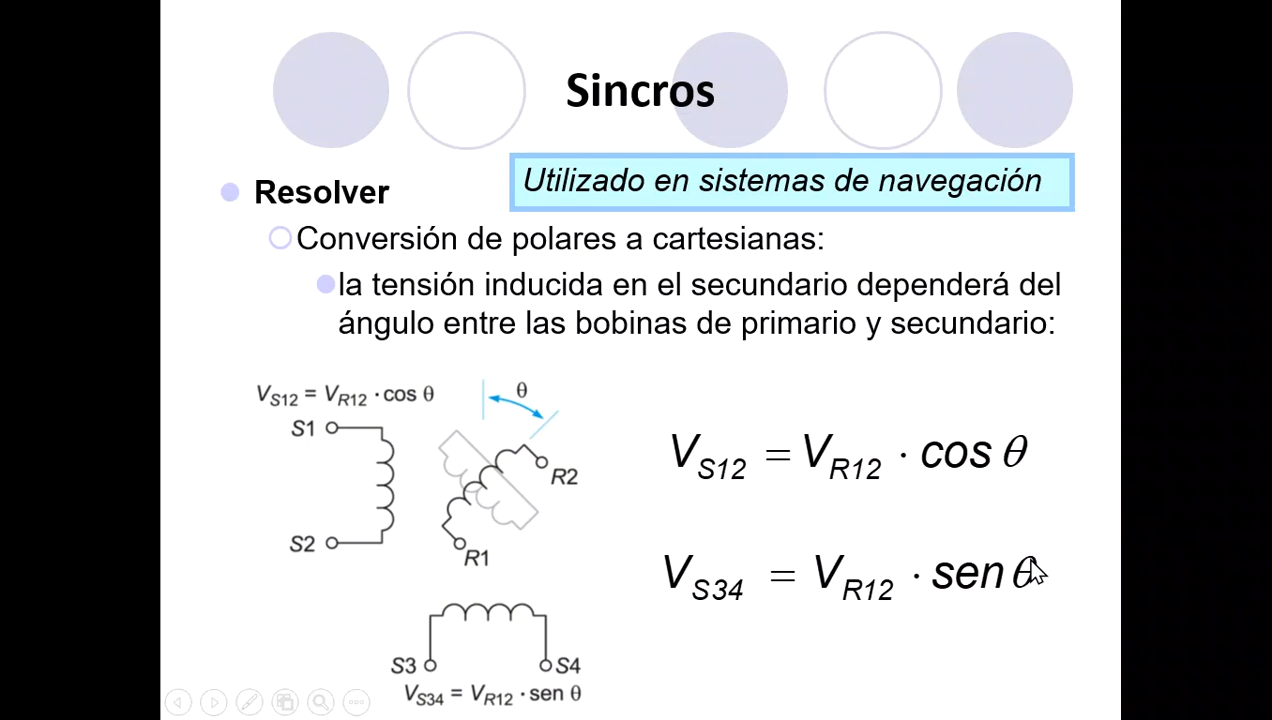 Sincros
Utilizado en sistemas de navegación
Resolver
Conversión de polares a cartesianas:
la tensión inducida en el secundario dependerá del
ángulo entre las bobinas de primario y secundario:
V_S12 = V_R12 · cos θ
θ
S1
S2
R2
R1
V_S12 = V_R12 · cos θ
V_S34 = V_R12 · sen θ
S3
S4
V_S34 = V_R12 · sen θ